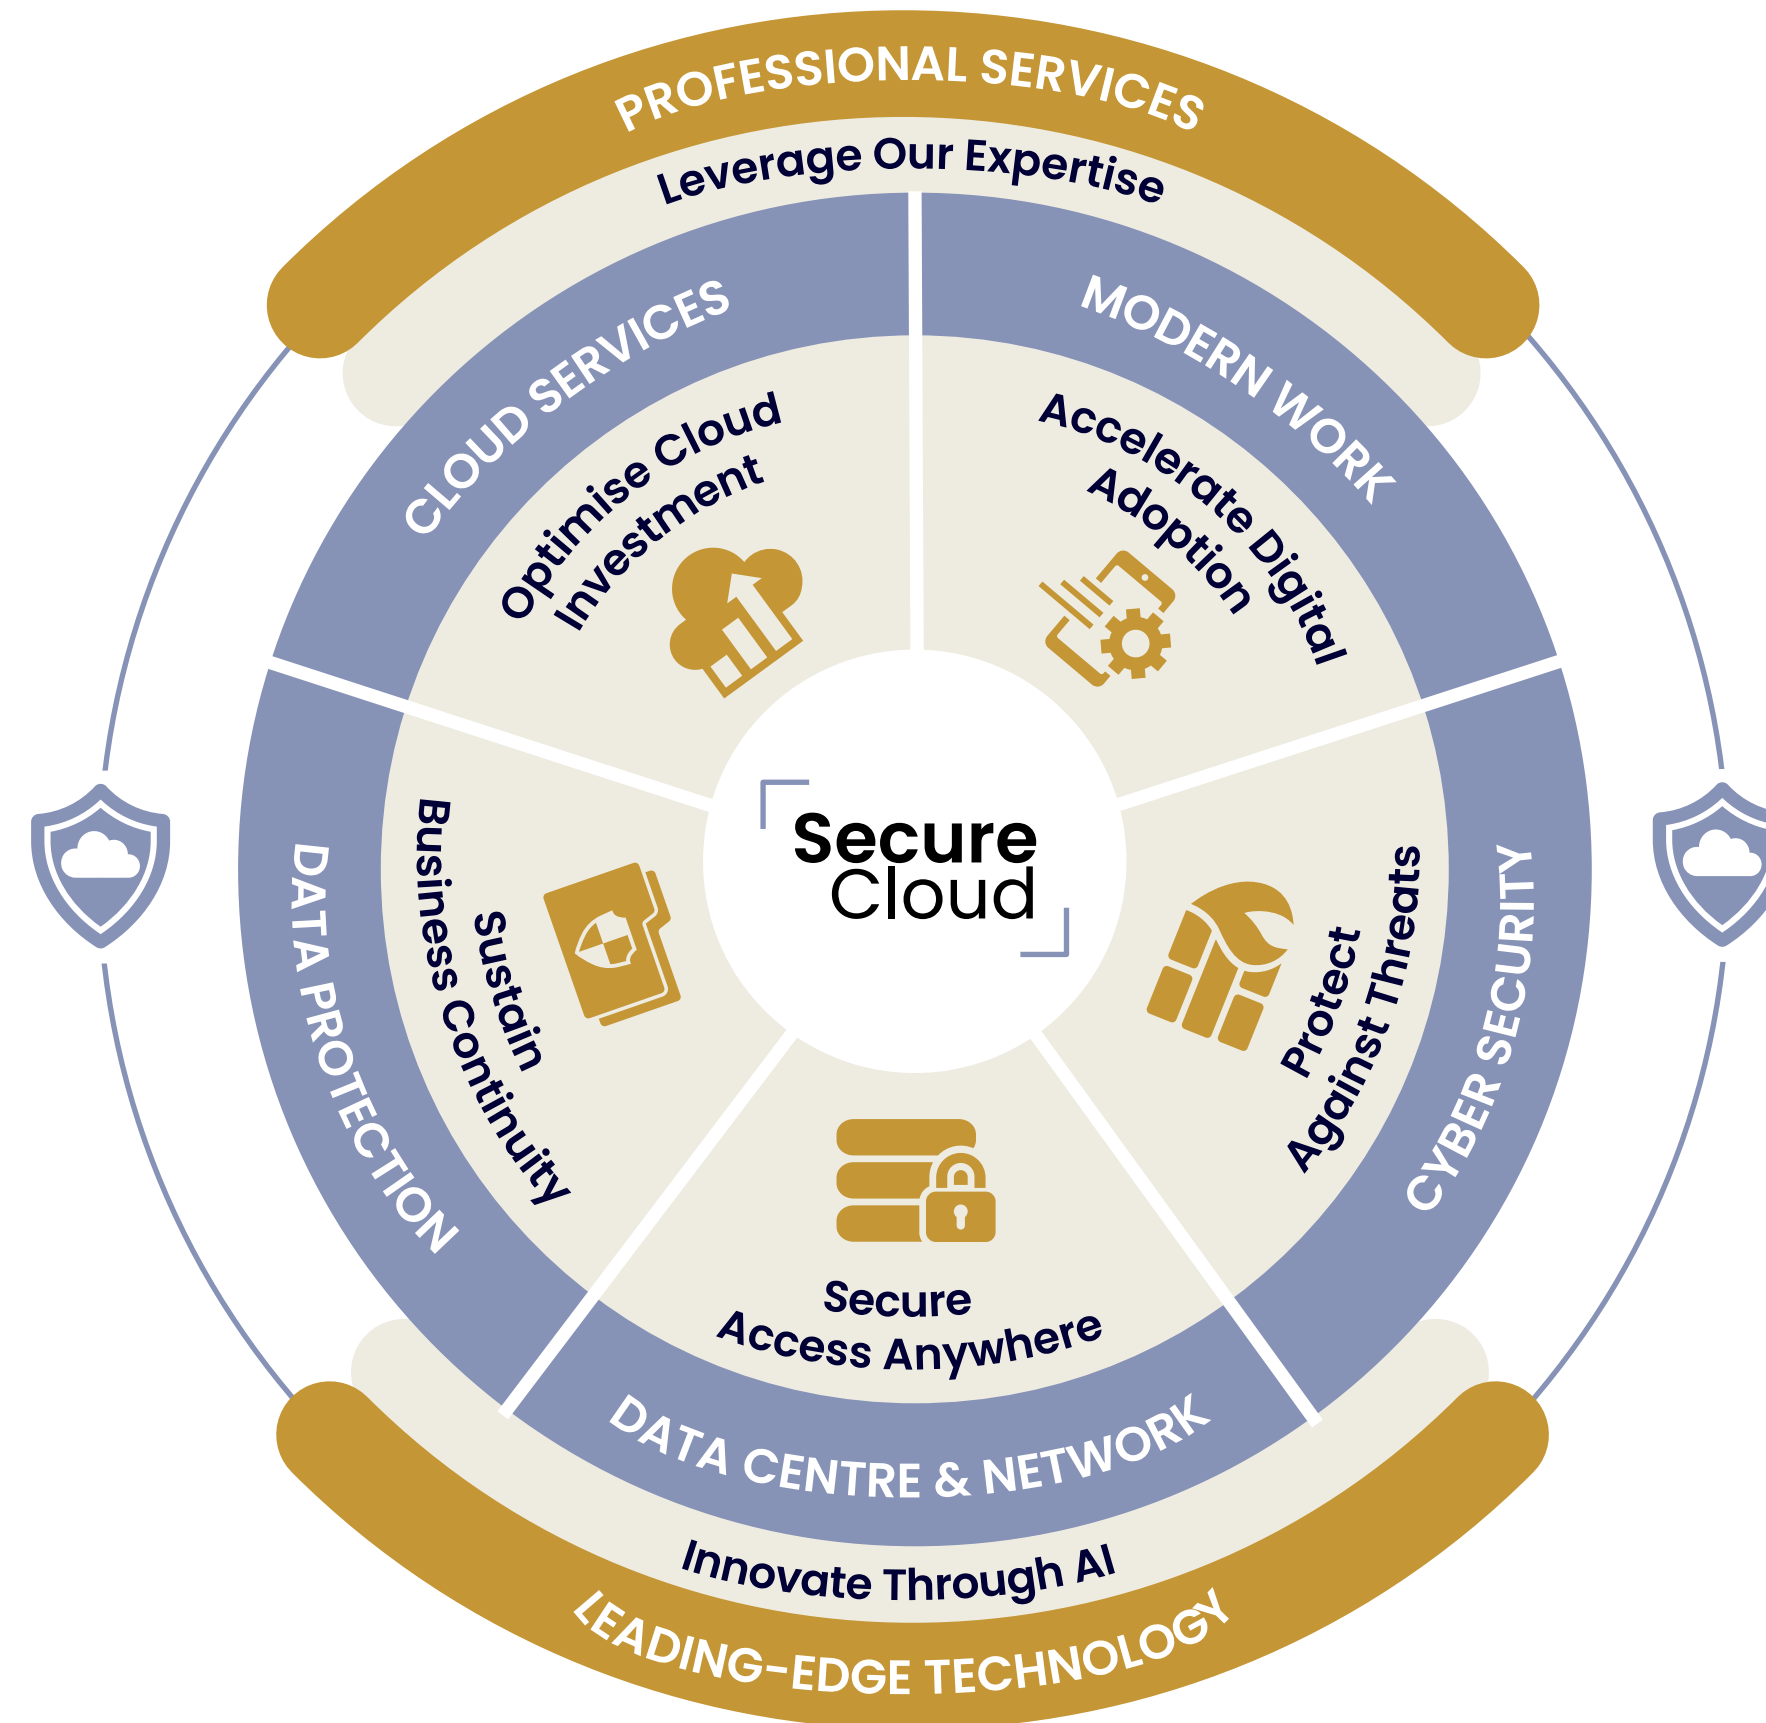 PROFESSIONAL SERVICES
Leverage Our Expertise
CLOUD SERVICES
Optimise Cloud
Investment
MODERN WORK
Accelerate Digital
Adoption
Secure
Cloud
DATA PROTECTION
Sustain
Business Continuity
CYBER SECURITY
Protect
Against Threats
Secure
Access Anywhere
DATA CENTRE & NETWORK
Innovate Through AI
LEADING-EDGE TECHNOLOGY